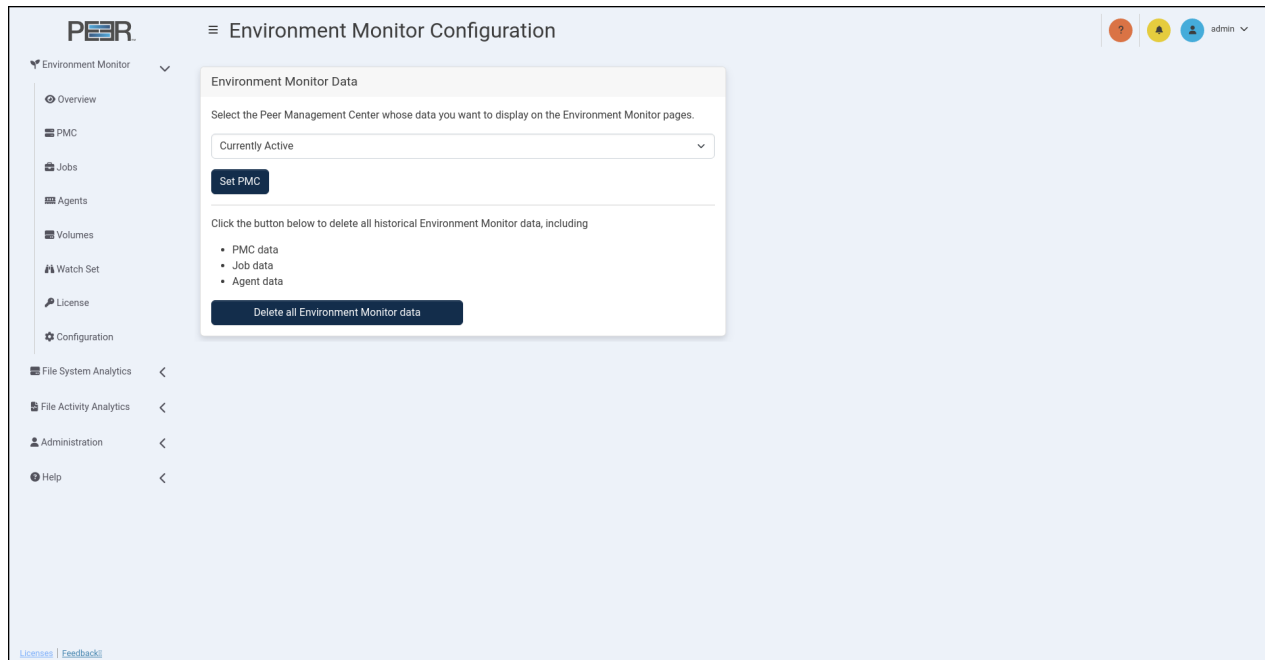 PEER
Environment Monitor Configuration
?
admin
Environment Monitor
Overview
PMC
Jobs
Agents
Volumes
Watch Set
License
Configuration
File System Analytics
File Activity Analytics
Administration
Help
Environment Monitor Data
Select the Peer Management Center whose data you want to display on the Environment Monitor pages.
Currently Active
Set PMC
Click the button below to delete all historical Environment Monitor data, including
• PMC data
• Job data
• Agent data
Delete all Environment Monitor data
Licenses | Feedback